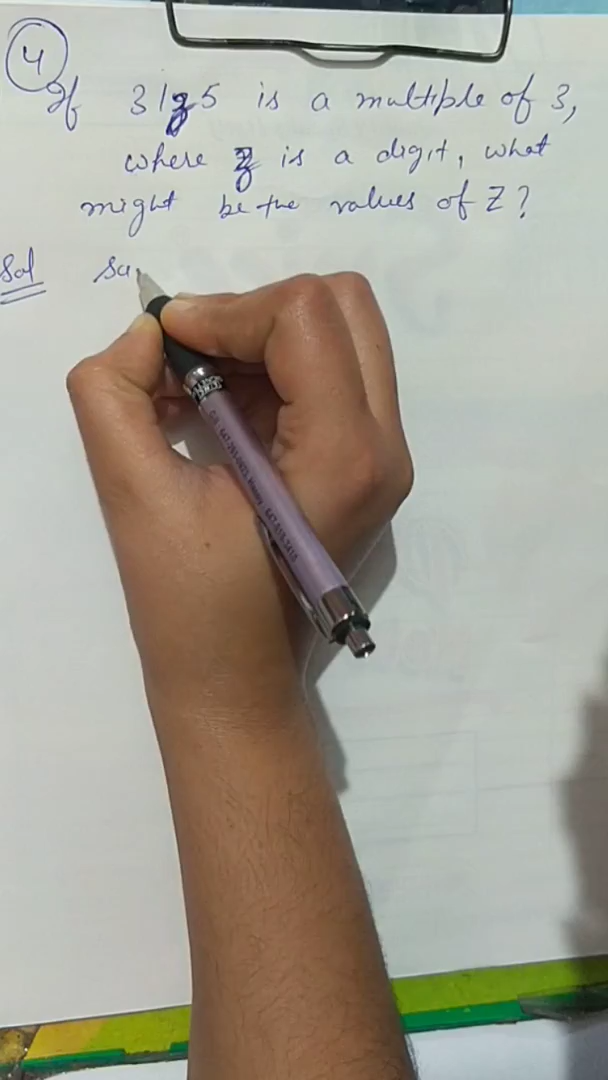 4
If 31z5 is a multiple of 3,
where z is a digit, what
might be the values of Z?
Sol Su